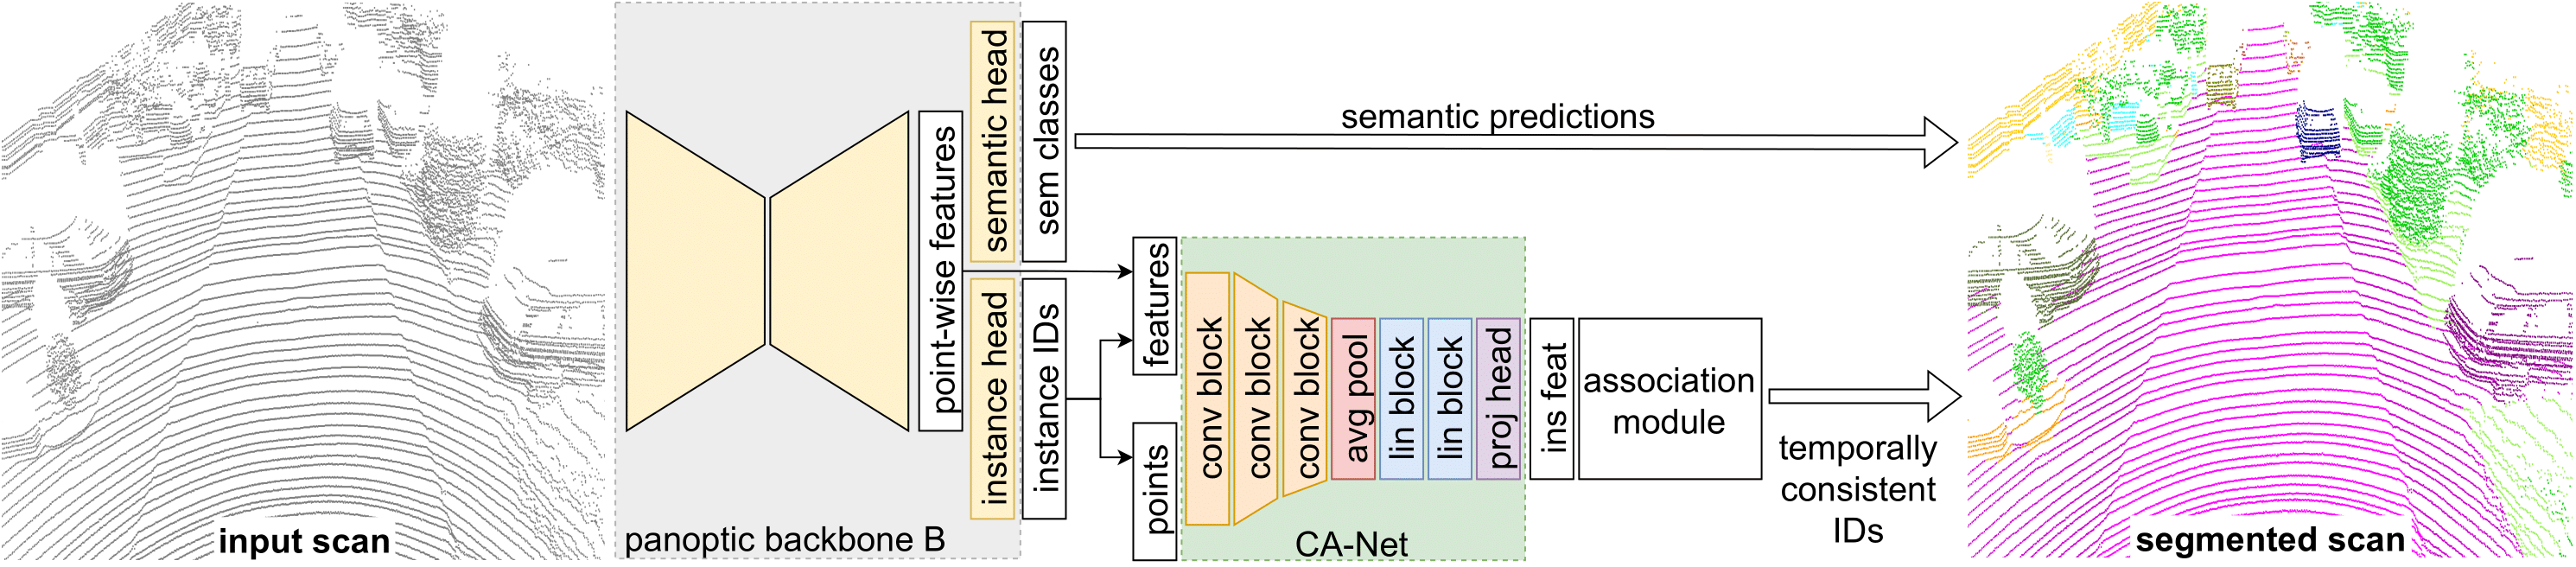 input scan
panoptic backbone B
point-wise features
semantic head
sem classes
instance head
instance IDs
semantic predictions
features
points
conv block
conv block
conv block
avg pool
lin block
lin block
proj head
CA-Net
ins feat
association
module
temporally
consistent
IDs
segmented scan